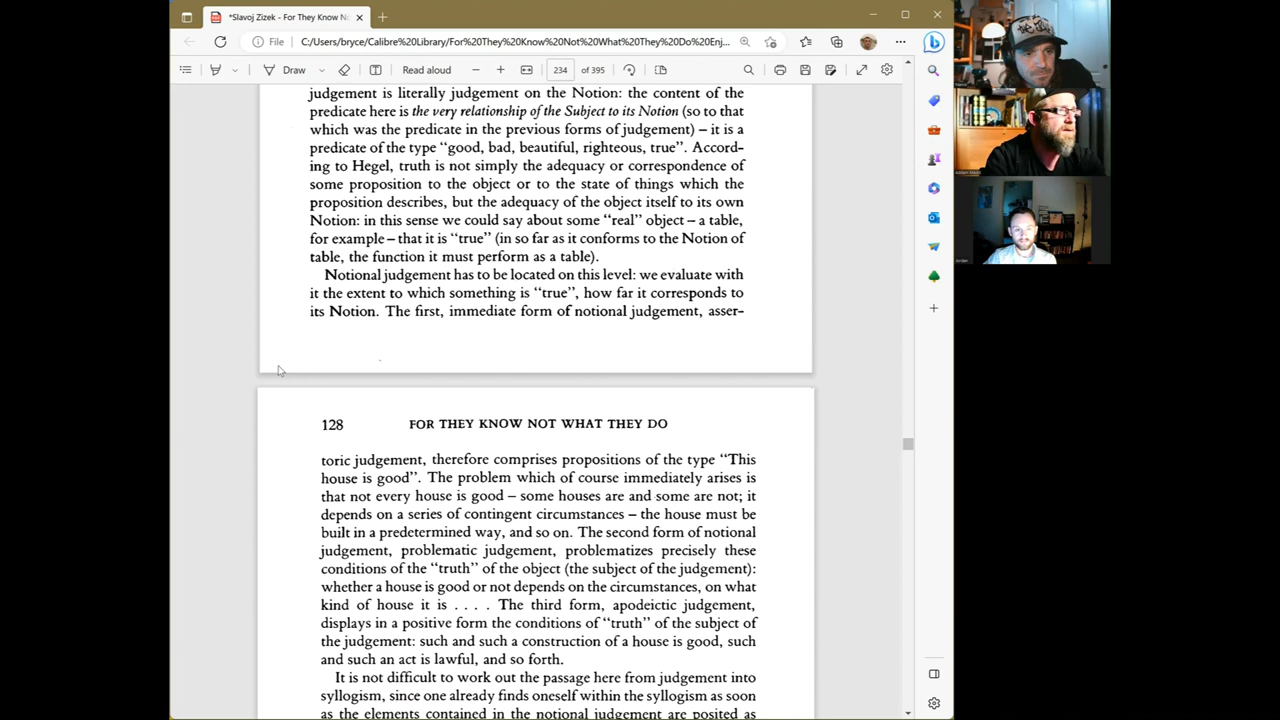 *Slavoj Zizek - For They Know No
File
C:/Users/bryce/Calibre%20Library/For%20They%20Know%20Not%20What%20They%20Do%20Enj...
Draw
Read aloud
234
of 395
judgement is literally judgement on the Notion: the content of the
predicate here is the very relationship of the Subject to its Notion (so to that
which was the predicate in the previous forms of judgement) – it is a
predicate of the type “good, bad, beautiful, righteous, true”. Accord-
ing to Hegel, truth is not simply the adequacy or correspondence of
some proposition to the object or to the state of things which the
proposition describes, but the adequacy of the object itself to its own
Notion: in this sense we could say about some “real” object – a table,
for example – that it is “true” (in so far as it conforms to the Notion of
table, the function it must perform as a table).
Notional judgement has to be located on this level: we evaluate with
it the extent to which something is “true”, how far it corresponds to
its Notion. The first, immediate form of notional judgement, asser-
128 FOR THEY KNOW NOT WHAT THEY DO
toric judgement, therefore comprises propositions of the type “This
house is good”. The problem which of course immediately arises is
that not every house is good – some houses are and some are not; it
depends on a series of contingent circumstances – the house must be
built in a predetermined way, and so on. The second form of notional
judgement, problematic judgement, problematizes precisely these
conditions of the “truth” of the object (the subject of the judgement):
whether a house is good or not depends on the circumstances, on what
kind of house it is . . . . The third form, apodeictic judgement,
displays in a positive form the conditions of “truth” of the subject of
the judgement: such and such a construction of a house is good, such
and such an act is lawful, and so forth.
It is not difficult to work out the passage here from judgement into
syllogism, since one already finds oneself within the syllogism as soon
as the elements contained in the notional judgement are posited as
Jordan